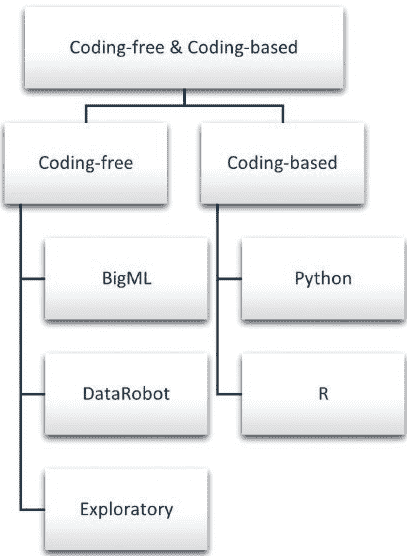 Coding-free & Coding-based
Coding-free
Coding-based
BigML
Python
DataRobot
R
Exploratory